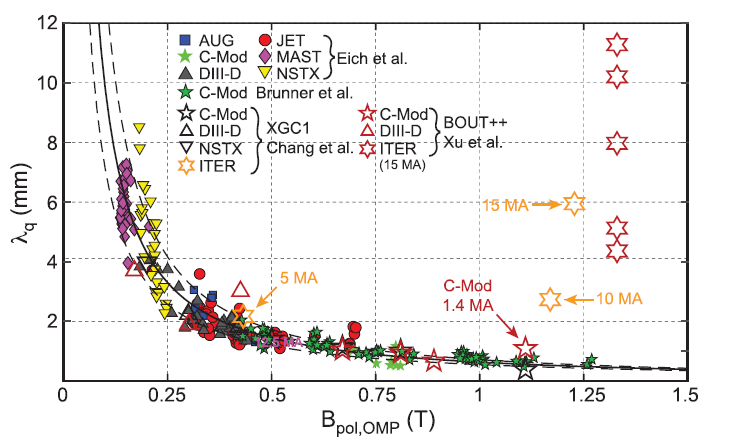 12
10
8
6
4
2
0
0.25
0.5
0.75
1
1.25
1.5
λq (mm)
Bpol,OMP (T)
AUG
JET
C-Mod
MAST
Eich et al.
DIII-D
NSTX
C-Mod Brunner et al.
C-Mod
DIII-D
NSTX
ITER
XGC1
Chang et al.
C-Mod
DIII-D
ITER
(15 MA)
BOUT++
Xu et al.
15 MA
10 MA
5 MA
C-Mod
1.4 MA